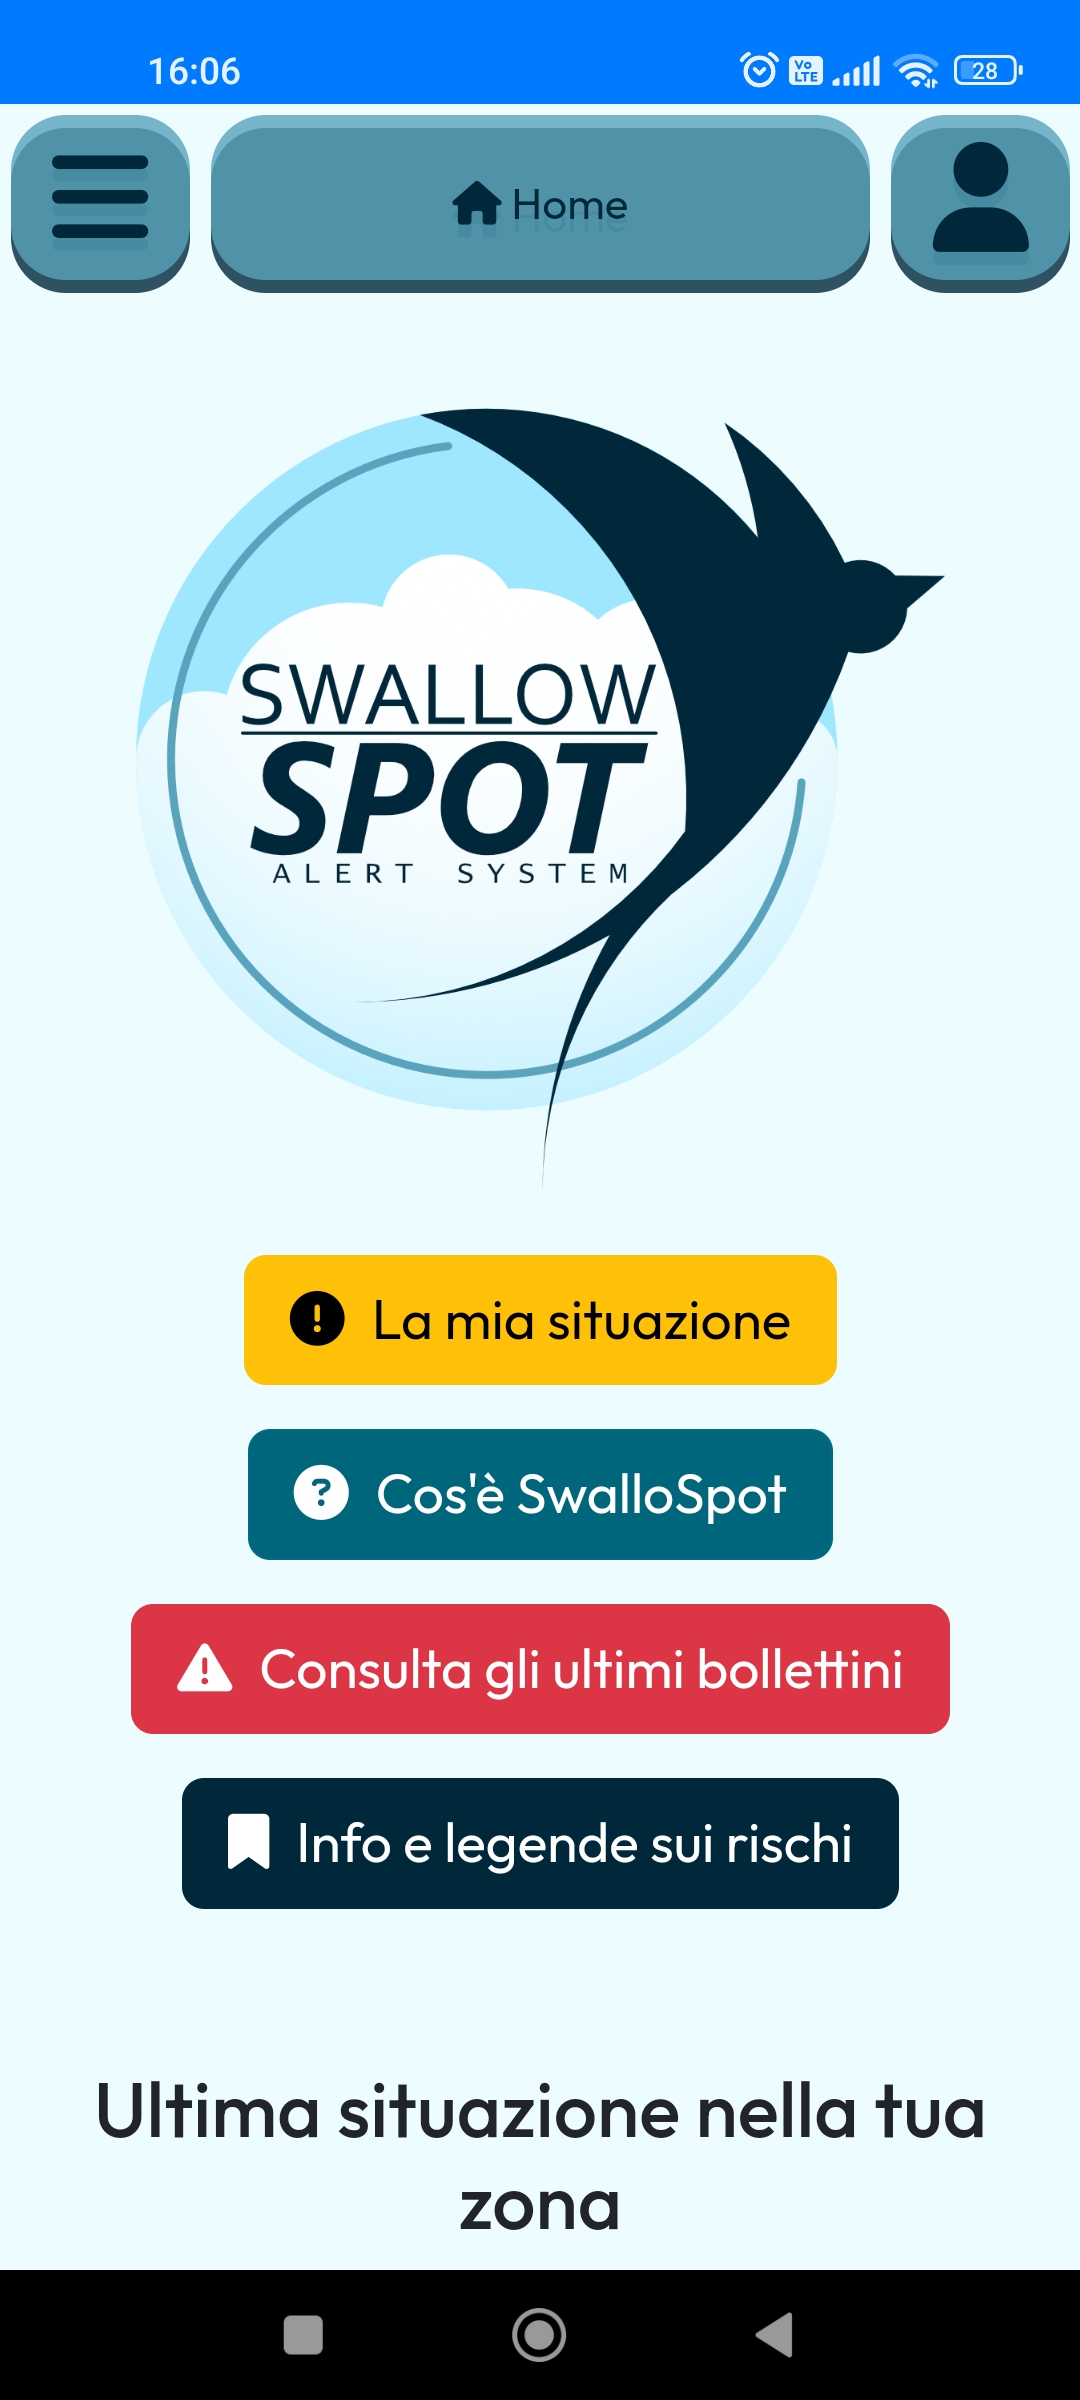 16:06
Vo
LTE
28
Home
SWALLOW
SPOT
ALERT SYSTEM
La mia situazione
Cos'è SwalloSpot
Consulta gli ultimi bollettini
Info e legende sui rischi
Ultima situazione nella tua
zona